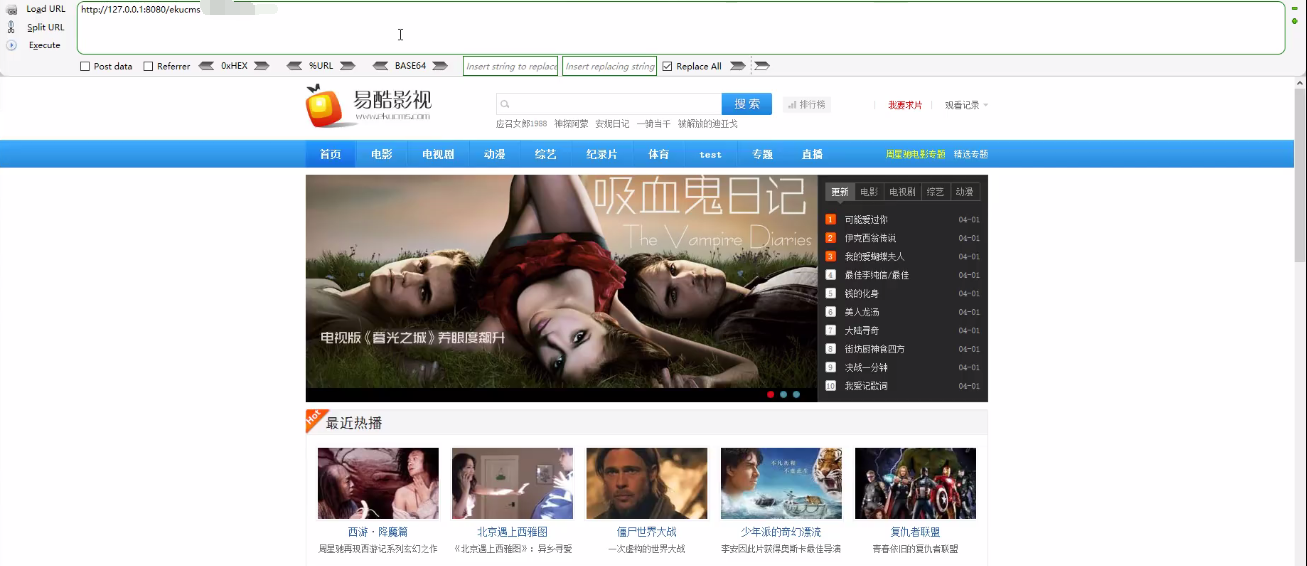 Load URL
http://127.0.0.1:8080/ekucms
Split URL
Execute
Post data Referrer 0xHEX %URL BASE64 Insert string to replace Insert replacing string Replace All
易酷影视
www.ekucms.com
搜索
排行榜
我要求片
观看记录
应召女郎1998 神探阿蒙 安妮日记 一骑当千 被解放的迪亚戈
首页 电影 电视剧 动漫 综艺 纪录片 体育 test 专题 直播 周星驰电影专题 精选专题
吸血鬼日记
The Vampire Diaries
电视版《暮光之城》养眼度飙升
更新 电影 电视剧 综艺 动漫
1 可能爱过你 04-01
2 伊克西翁传说 04-01
3 我的爱蝴蝶夫人 04-01
4 最佳李纯信/最佳 04-01
5 钱的化身 04-01
6 美人龙汤 04-01
7 大陆寻奇 04-01
8 街坊厨神食四方 04-01
9 决战一分钟 04-01
10 我爱记歌词 04-01
Hot
最近热播
西游·降魔篇
周星驰再现西游记系列玄幻之作
北京遇上西雅图
《北京遇上西雅图》：异乡寻爱
僵尸世界大战
一次虚构的世界大战
少年派的奇幻漂流
李安因此片获得奥斯卡最佳导演
复仇者联盟
青春依旧的复仇者联盟